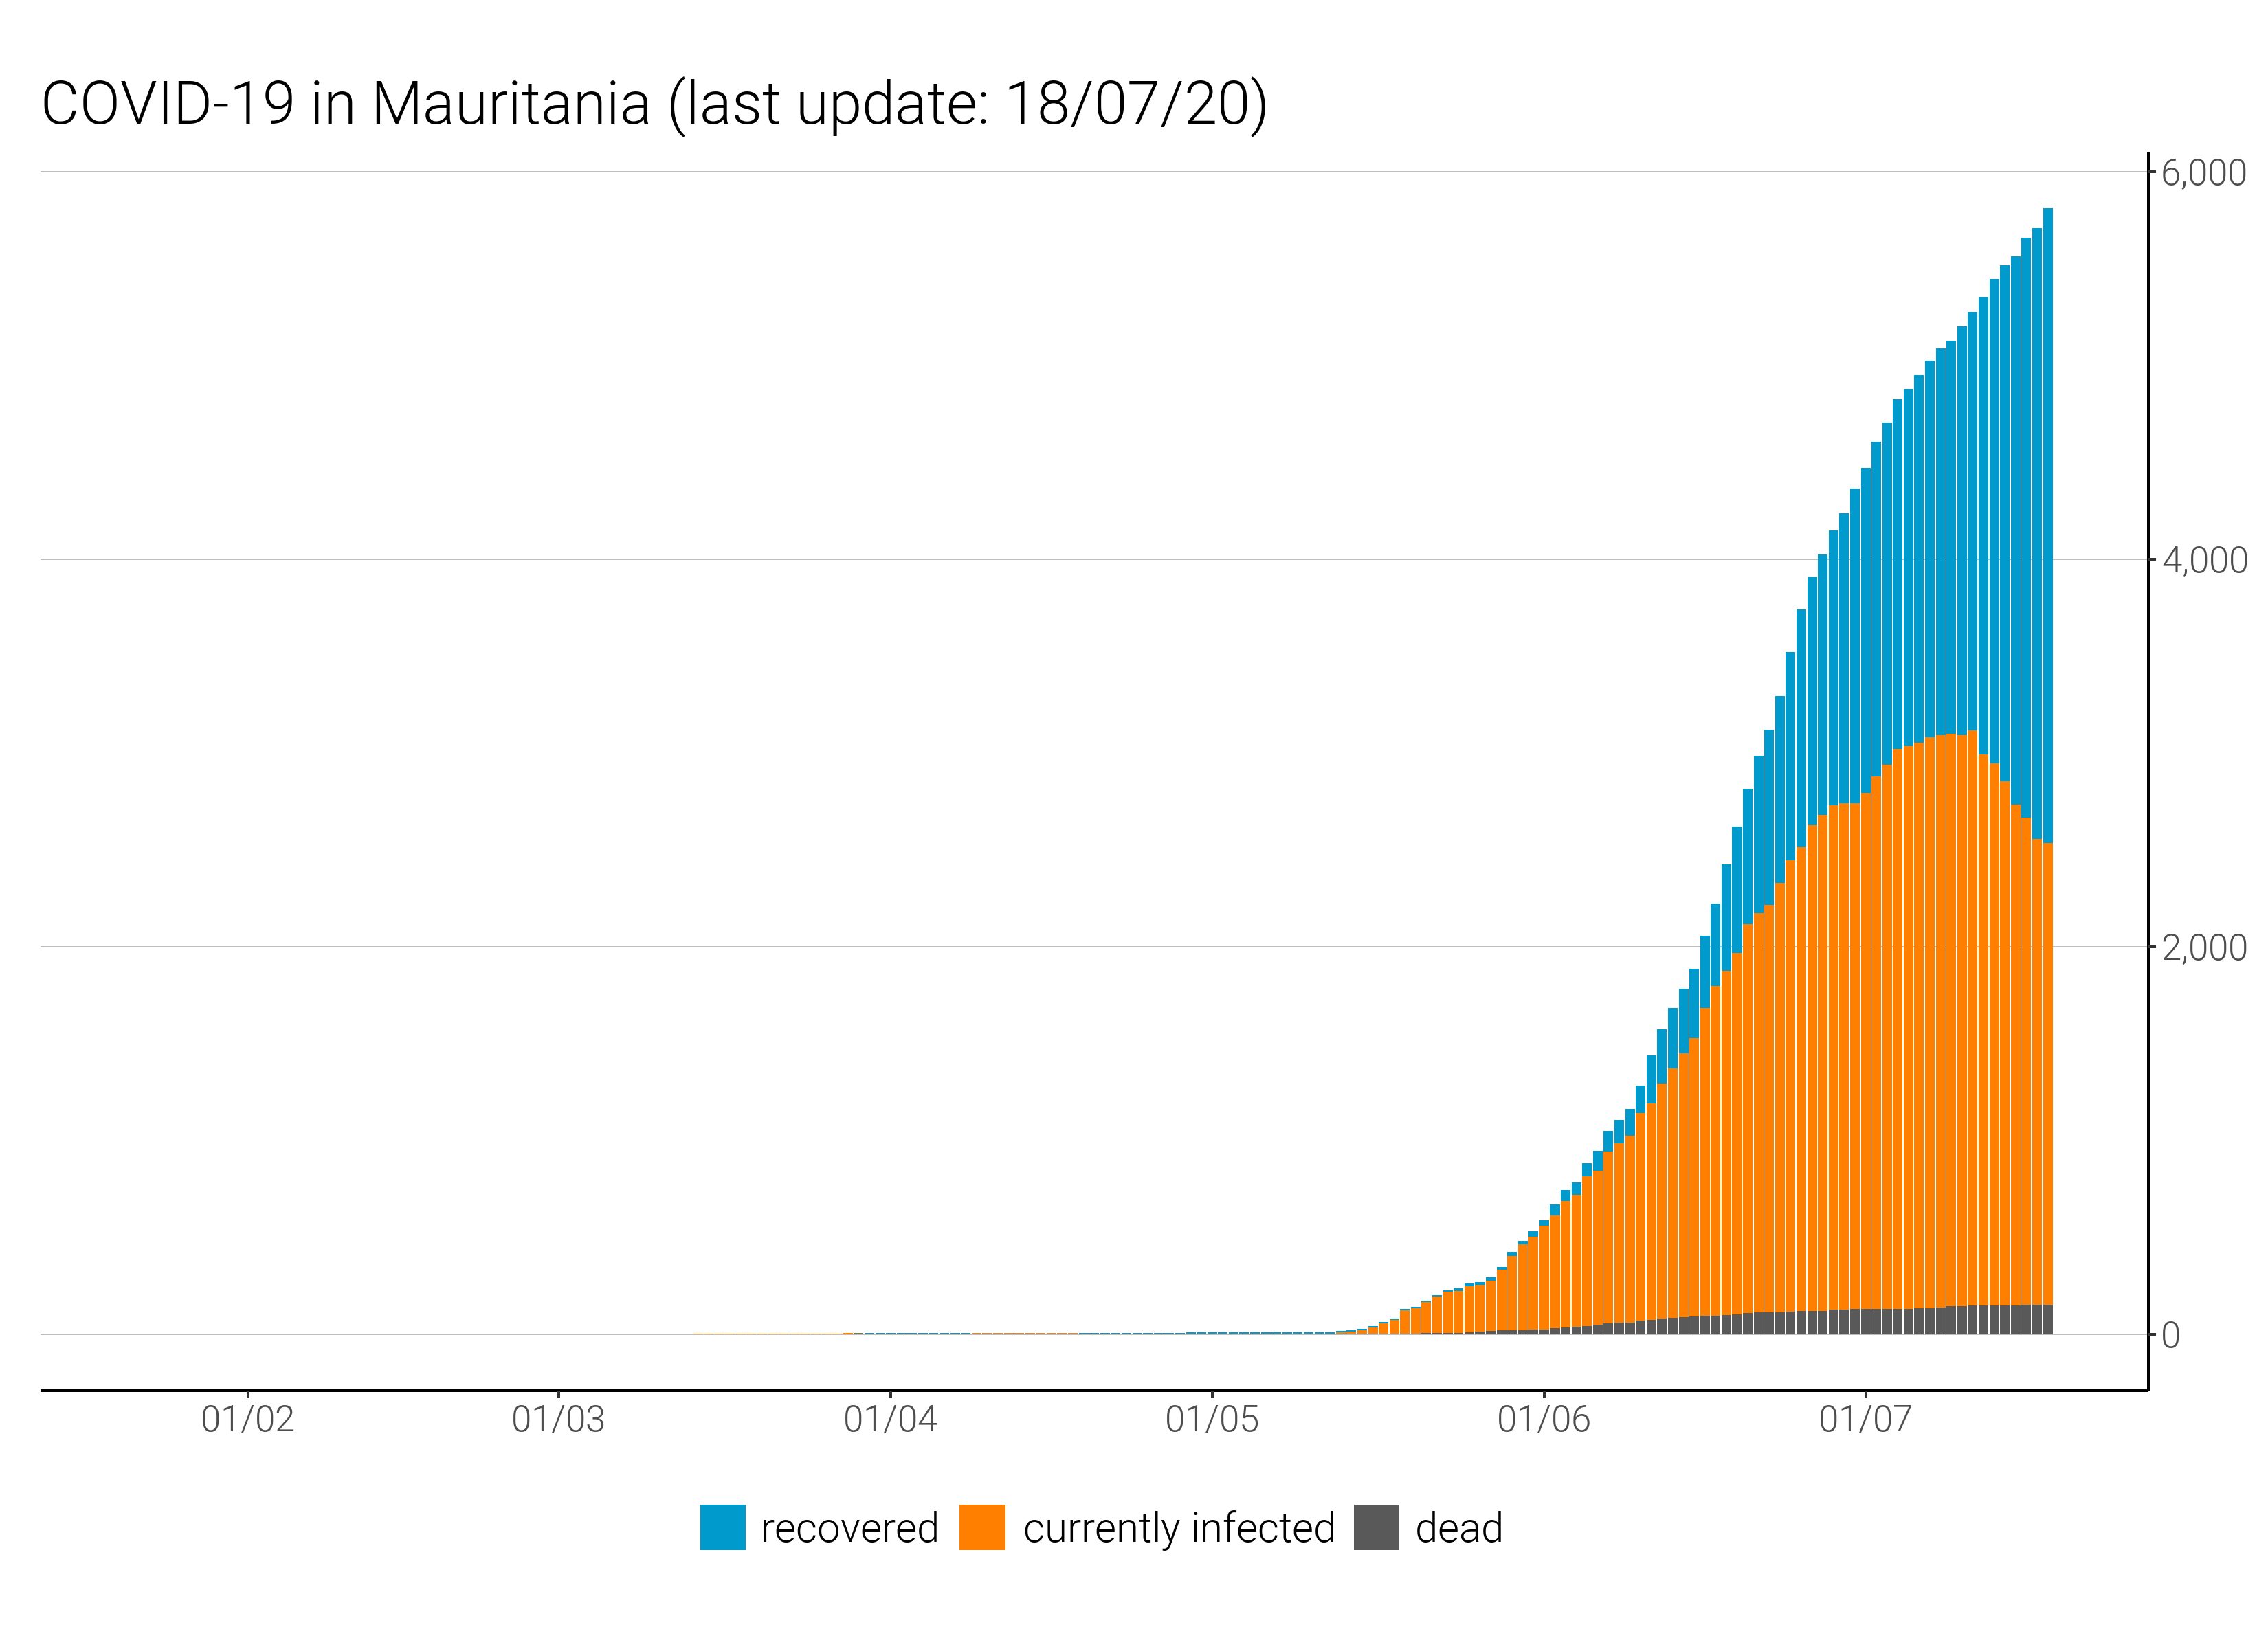 COVID-19 in Mauritania (last update: 18/07/20)
6,000
4,000
2,000
0
01/02 01/03 01/04 01/05 01/06 01/07
recovered currently infected dead